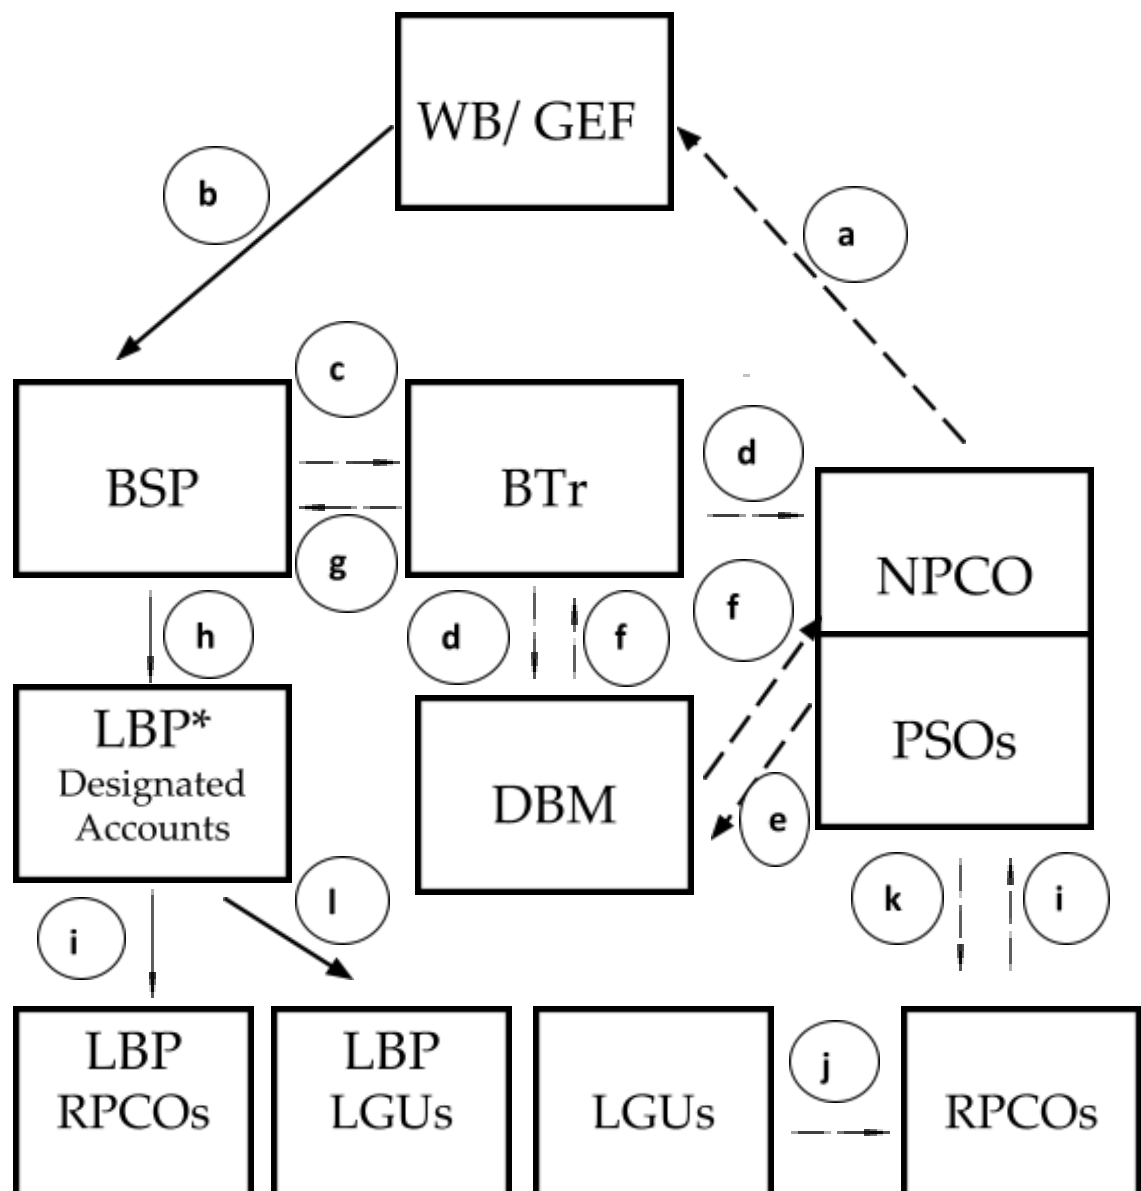 WB/ GEF
b
a
c
d
BSP
BTr
NPCO
g
f
h
d
f
LBP*
Designated
Accounts
DBM
PSOs
e
l
k
i
i
LBP
RPCOs
LBP
LGUs
LGUs
j
RPCOs